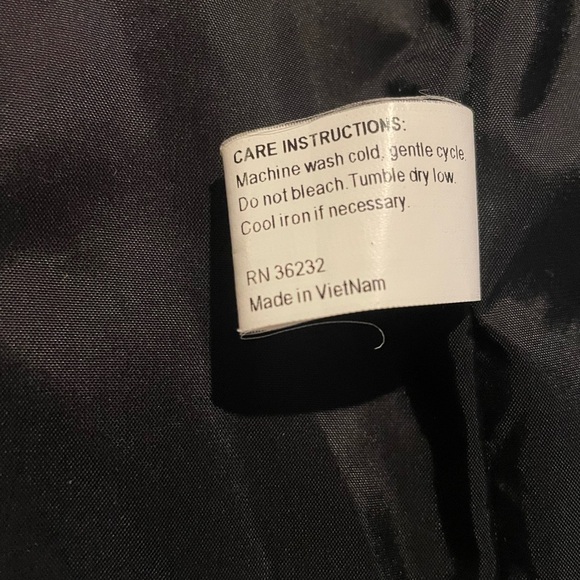 CARE INSTRUCTIONS:
Machine wash cold, gentle cycle.
Do not bleach.Tumble dry low.
Cool iron if necessary.
RN 36232
Made in VietNam